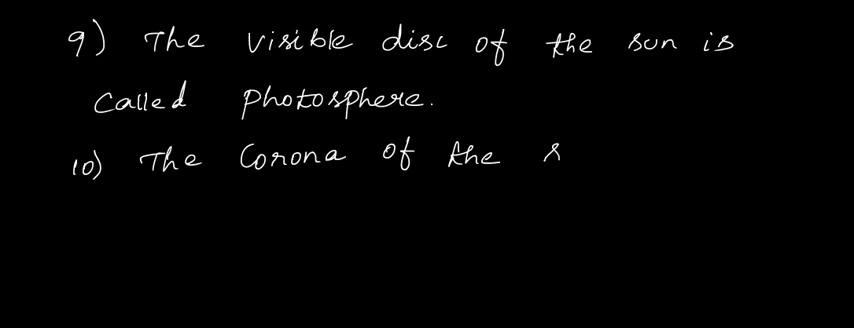 9) The visible disc of the sun is
called photosphere.
10) The Corona of the s